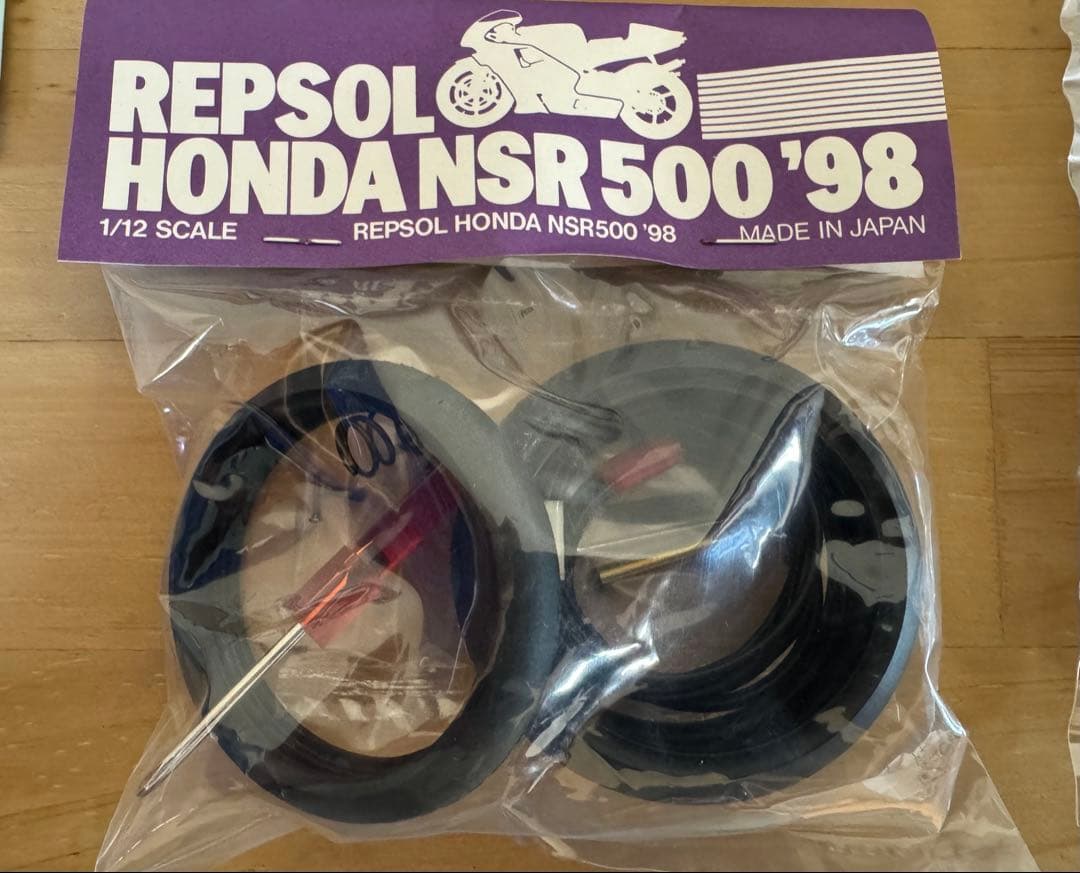 REPSOL
HONDA NSR 500 '98
1/12 SCALE REPSOL HONDA NSR500 '98 MADE IN JAPAN